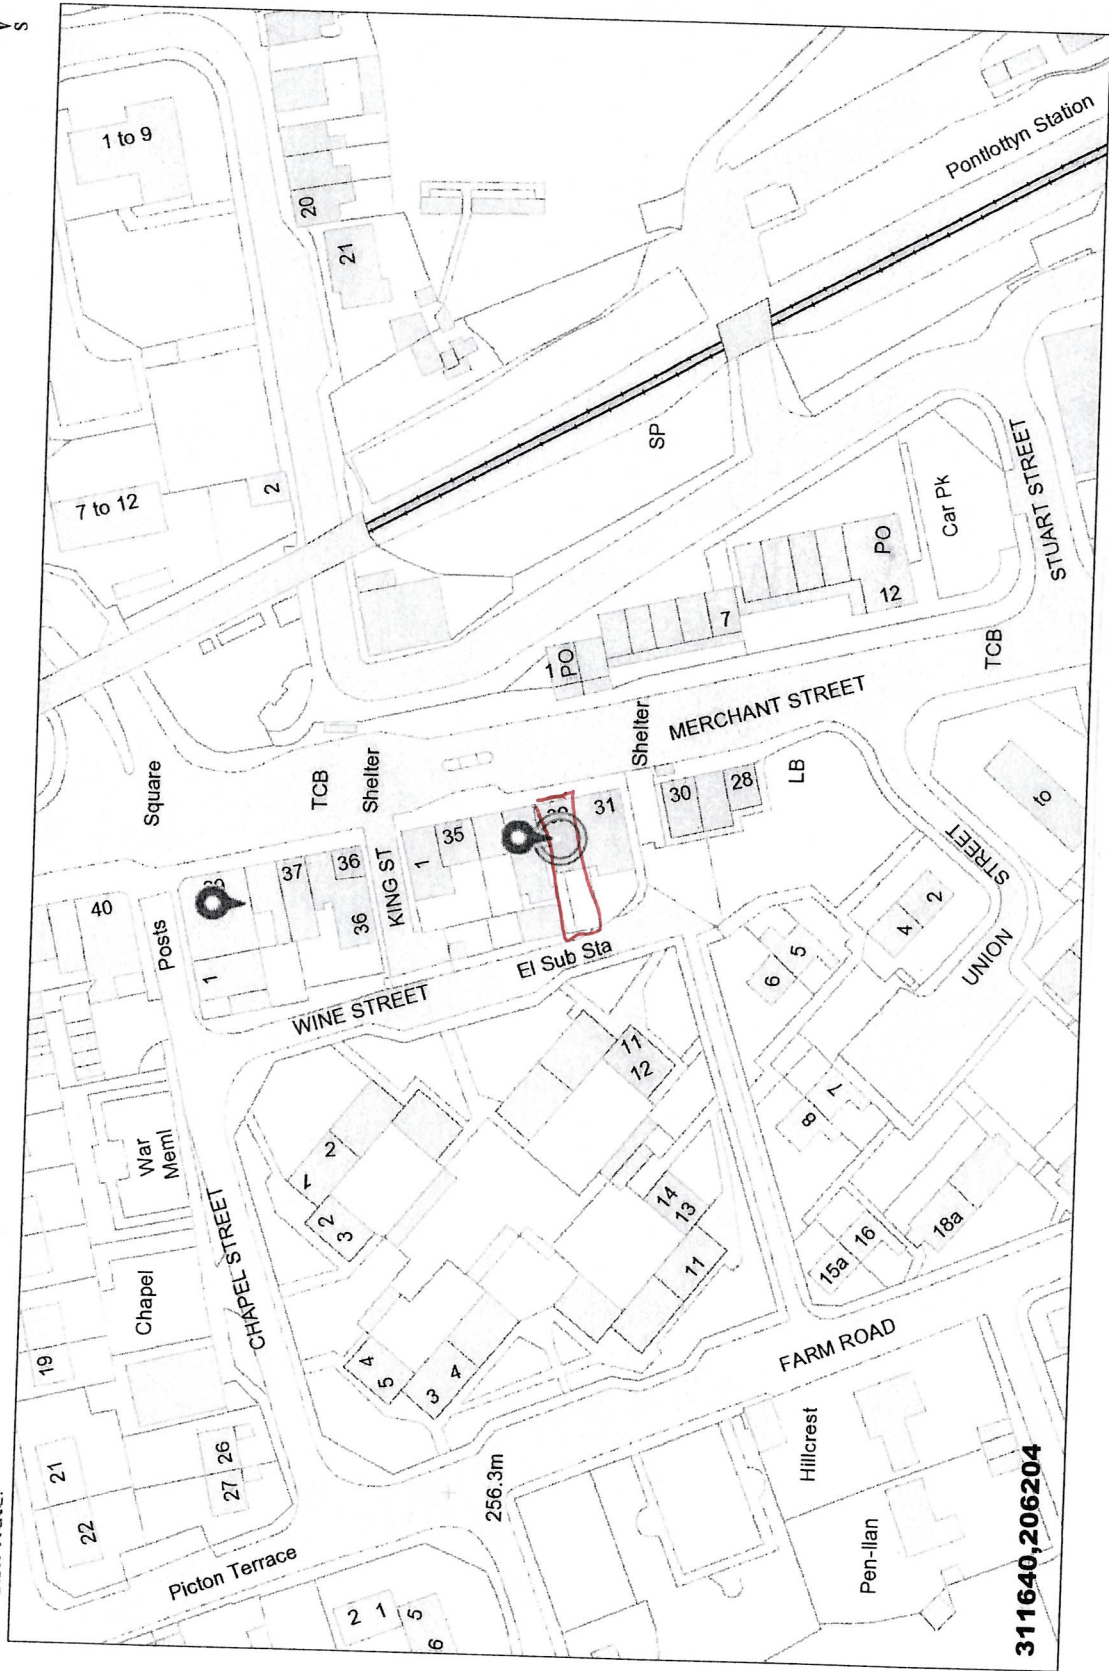 1 to 9
20
21
Pontlottyn Station
7 to 12
2
SP
STUART STREET
Car Pk
PO
12
7
1
PO
TCB
MERCHANT STREET
Shelter
Square
TCB
Shelter
LB
28
30
31
35
1
KING ST
36
36
37
40
Posts
1
El Sub Sta
WINE STREET
to
UNION
STREET
2
4
5
6
7
8
11
12
War
Meml
2
1
2
3
CHAPEL STREET
14
13
11
16
15a
18a
Chapel
19
4
5
4
3
FARM ROAD
21
22
26
27
256.3m
Hillcrest
Picton Terrace
Pen-llan
2
1
5
6
311640,206204